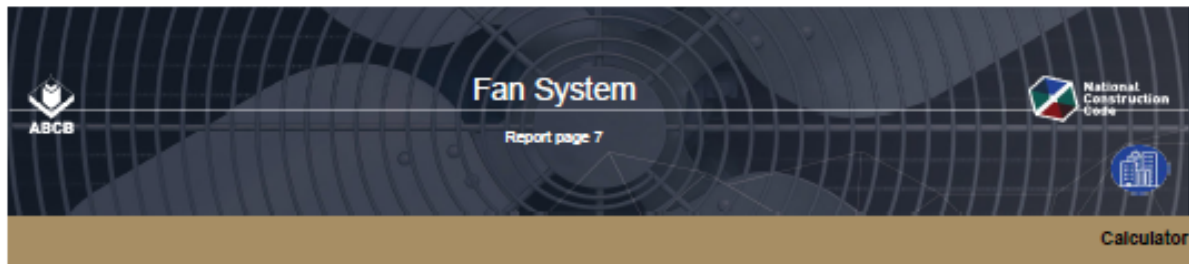 Fan System
ABCB
Report page 7
National
Construction
Code
Calculator